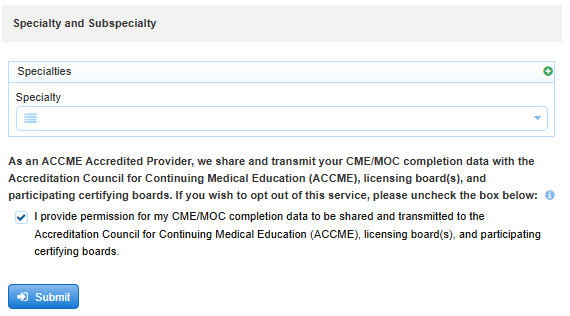 Specialty and Subspecialty
Specialties
Specialty
As an ACCME Accredited Provider, we share and transmit your CME/MOC completion data with the
Accreditation Council for Continuing Medical Education (ACCME), licensing board(s), and
participating certifying boards. If you wish to opt out of this service, please uncheck the box below:
I provide permission for my CME/MOC completion data to be shared and transmitted to the
Accreditation Council for Continuing Medical Education (ACCME), licensing board(s), and participating
certifying boards.
Submit